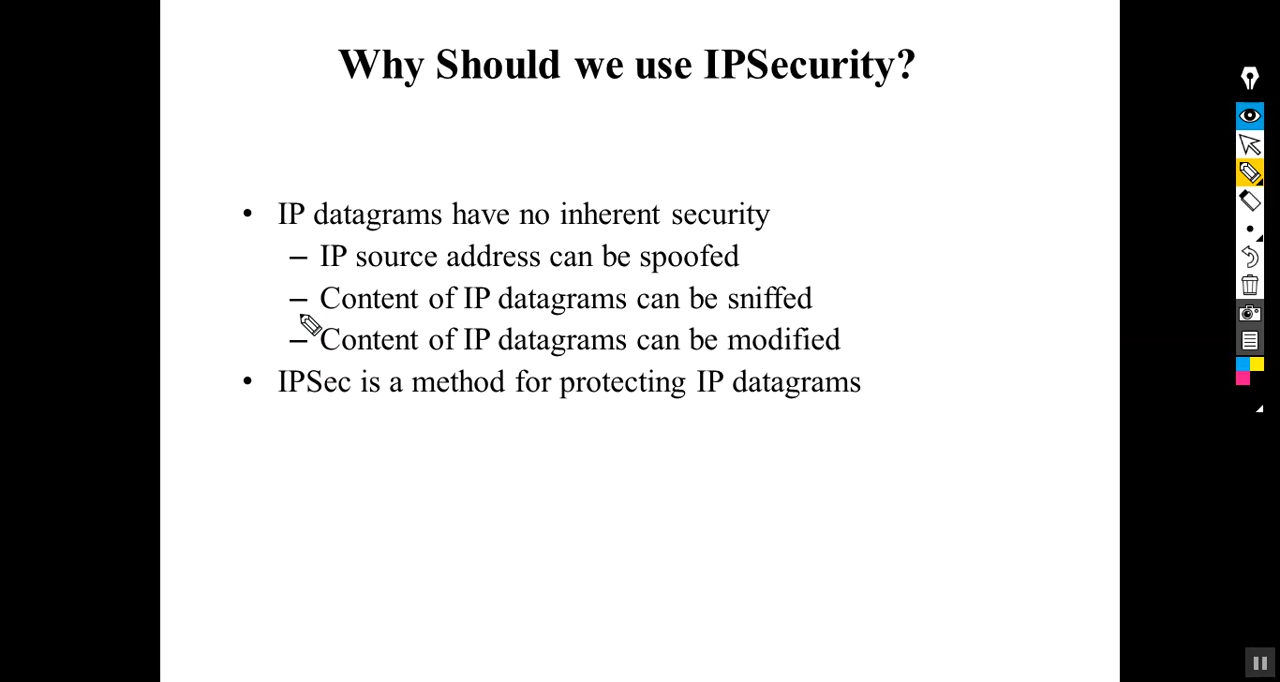 Why Should we use IPSecurity?
• IP datagrams have no inherent security
– IP source address can be spoofed
– Content of IP datagrams can be sniffed
– Content of IP datagrams can be modified
• IPSec is a method for protecting IP datagrams